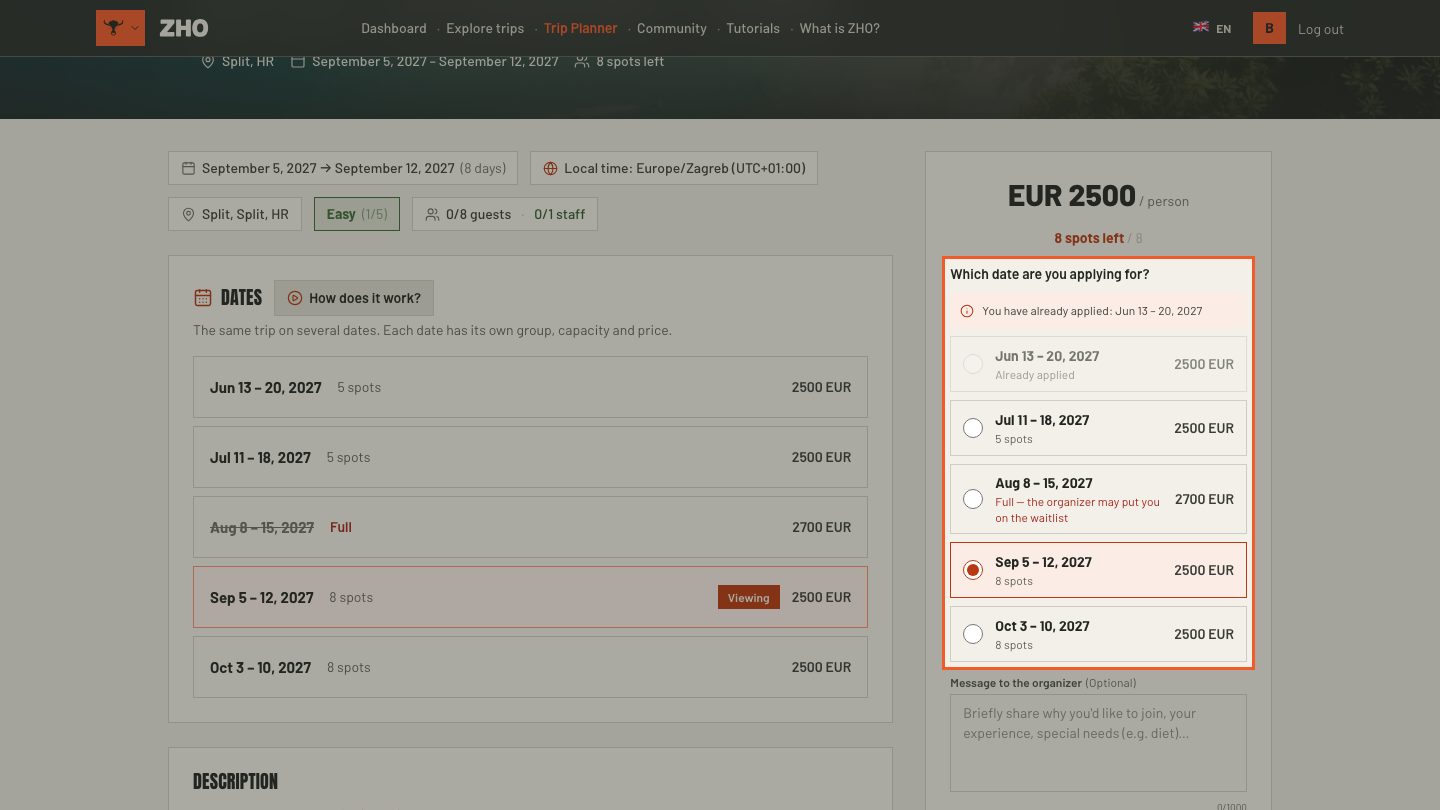 ZHO
Dashboard · Explore trips · Trip Planner · Community · Tutorials · What is ZHO?
EN
B
Log out
Split, HR
September 5, 2027 – September 12, 2027
8 spots left
September 5, 2027 → September 12, 2027 (8 days)
Local time: Europe/Zagreb (UTC+01:00)
Split, Split, HR
Easy (1/5)
0/8 guests · 0/1 staff
DATES
How does it work?
The same trip on several dates. Each date has its own group, capacity and price.
Jun 13 – 20, 2027 5 spots 2500 EUR
Jul 11 – 18, 2027 5 spots 2500 EUR
Aug 8 – 15, 2027 Full 2700 EUR
Sep 5 – 12, 2027 8 spots Viewing 2500 EUR
Oct 3 – 10, 2027 8 spots 2500 EUR
DESCRIPTION
EUR 2500 / person
8 spots left / 8
Which date are you applying for?
You have already applied: Jun 13 – 20, 2027
Jun 13 – 20, 2027
Already applied
2500 EUR
Jul 11 – 18, 2027
5 spots
2500 EUR
Aug 8 – 15, 2027
Full — the organizer may put you
on the waitlist
2700 EUR
Sep 5 – 12, 2027
8 spots
2500 EUR
Oct 3 – 10, 2027
8 spots
2500 EUR
Message to the organizer (Optional)
Briefly share why you'd like to join, your
experience, special needs (e.g. diet)...
0/1000